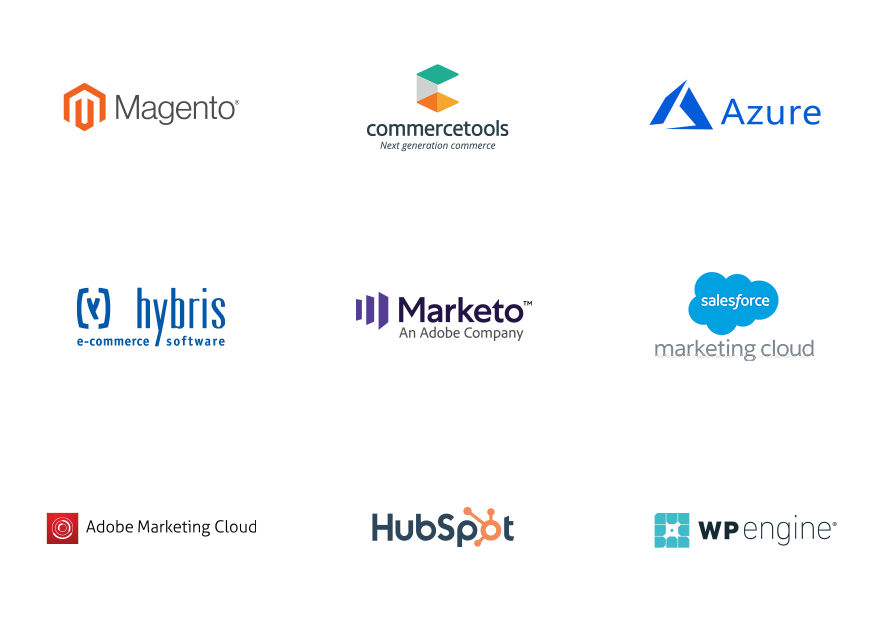 Magento®
commercetools
Next generation commerce
Azure
hybris
e-commerce software
Marketo™
An Adobe Company
salesforce
marketing cloud
Adobe Marketing Cloud
HubSpot
WP engine®